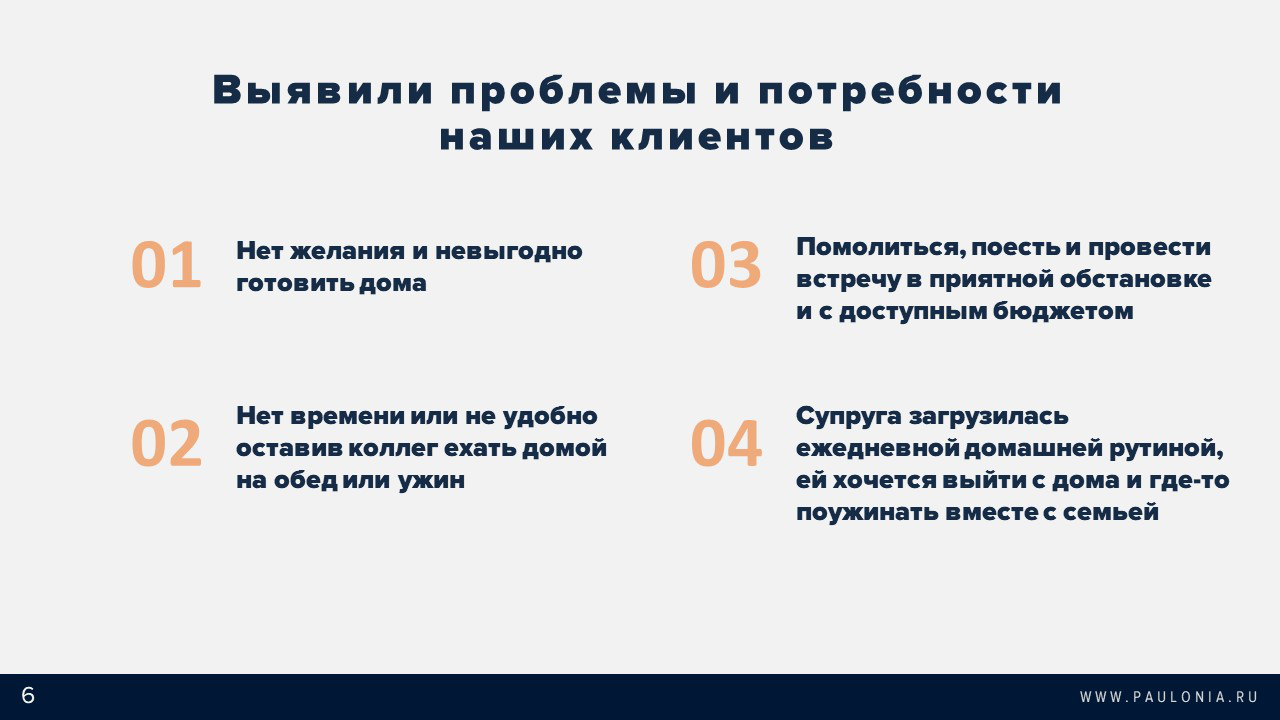 Выявили проблемы и потребности
наших клиентов
01
Нет желания и невыгодно
готовить дома
02
Нет времени или не удобно
оставив коллег ехать домой
на обед или ужин
03
Помолиться, поесть и провести
встречу в приятной обстановке
и с доступным бюджетом
04
Супруга загрузилась
ежедневной домашней рутиной,
ей хочется выйти с дома и где-то
поужинать вместе с семьей
6
WWW.PAULONIA.RU